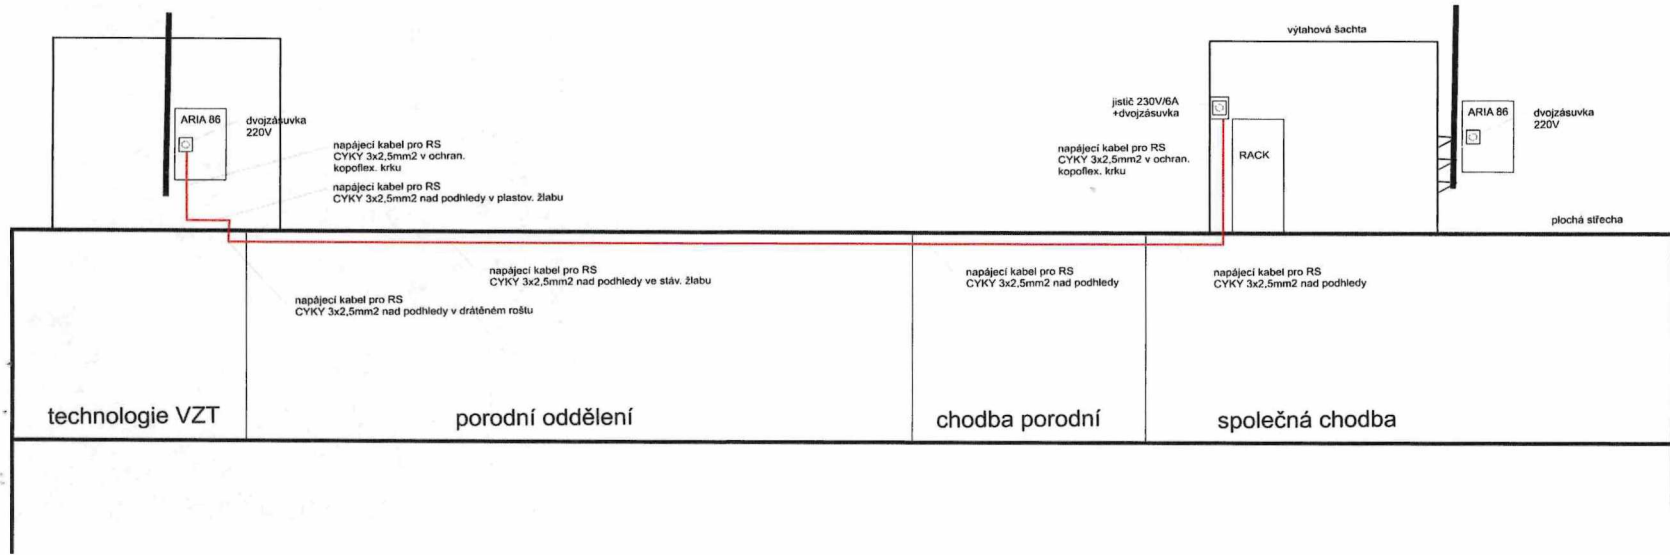 výtahová šachta
ARIA 86
dvojzásuvka
220V
napájecí kabel pro RS
CYKY 3x2,5mm2 v ochran.
kopoflex. krku
napájecí kabel pro RS
CYKY 3x2,5mm2 nad podhledy v plastov. žlabu
jistič 230V/6A
+dvojzásuvka
napájecí kabel pro RS
CYKY 3x2,5mm2 v ochran.
kopoflex. krku
RACK
ARIA 86
dvojzásuvka
220V
plochá střecha
napájecí kabel pro RS
CYKY 3x2,5mm2 nad podhledy ve stáv. žlabu
napájecí kabel pro RS
CYKY 3x2,5mm2 nad podhledy v drátěném roštu
napájecí kabel pro RS
CYKY 3x2,5mm2 nad podhledy
napájecí kabel pro RS
CYKY 3x2,5mm2 nad podhledy
technologie VZT
porodní oddělení
chodba porodní
společná chodba